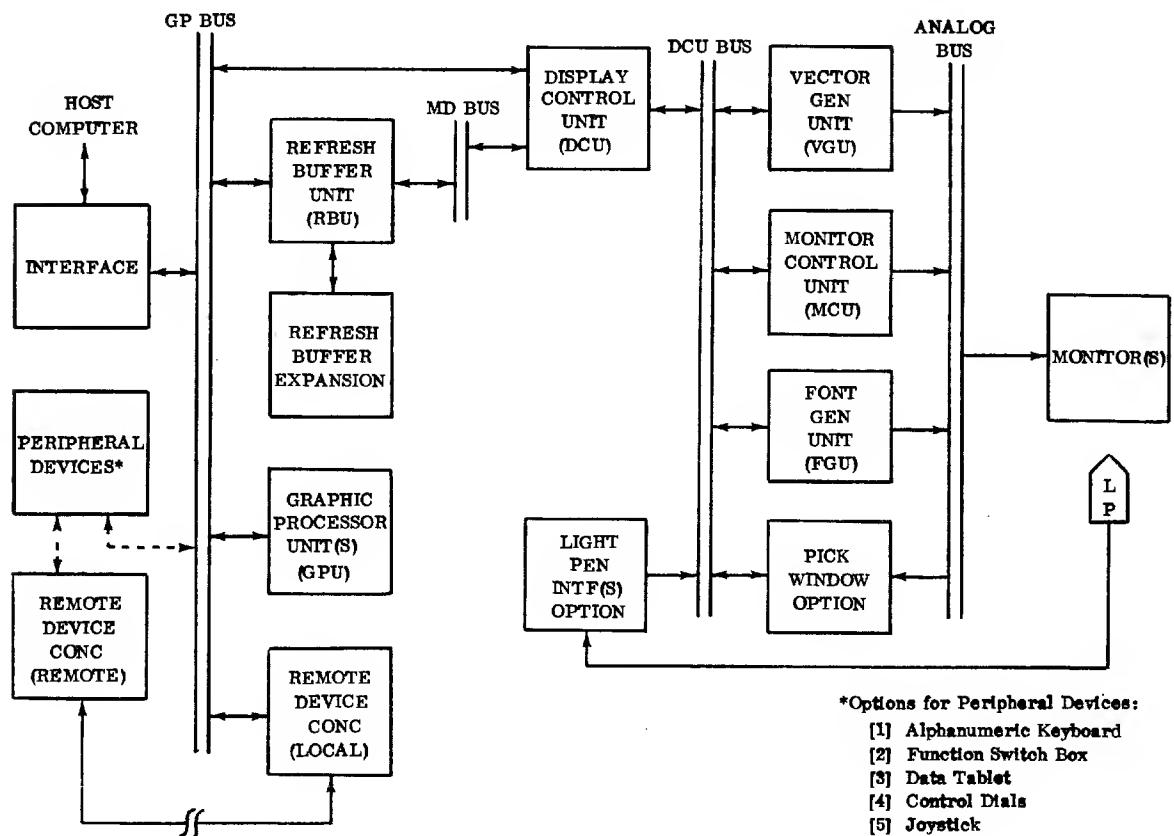 GP BUS
HOST
COMPUTER
INTERFACE
PERIPHERAL
DEVICES*
REMOTE
DEVICE
CONC
(REMOTE)
REFRESH
BUFFER
UNIT
(RBU)
REFRESH
BUFFER
EXPANSION
GRAPHIC
PROCESSOR
UNIT(S)
(GPU)
REMOTE
DEVICE
CONC
(LOCAL)
MD BUS
DISPLAY
CONTROL
UNIT
(DCU)
LIGHT
PEN
INTF(S)
OPTION
DCU BUS
VECTOR
GEN
UNIT
(VGU)
MONITOR
CONTROL
UNIT
(MCU)
FONT
GEN
UNIT
(FGU)
PICK
WINDOW
OPTION
ANALOG
BUS
MONITOR(S)
L
P
*Options for Peripheral Devices:
[1] Alphanumeric Keyboard
[2] Function Switch Box
[3] Data Tablet
[4] Control Dials
[5] Joystick